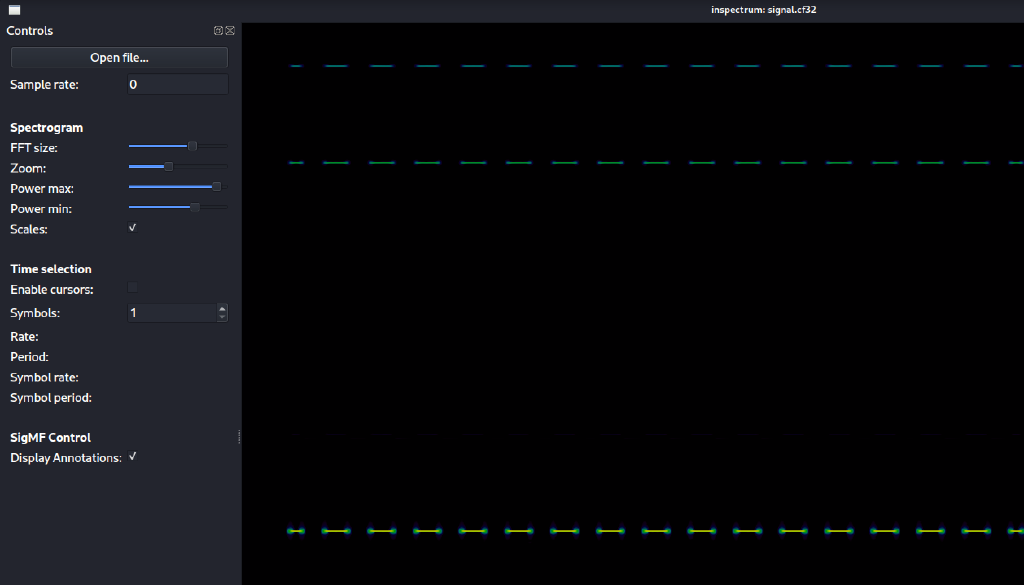 inspectrum: signal.cf32
Controls
Open file...
Sample rate: 0
Spectrogram
FFT size:
Zoom:
Power max:
Power min:
Scales:
Time selection
Enable cursors:
Symbols: 1
Rate:
Period:
Symbol rate:
Symbol period:
SigMF Control
Display Annotations: